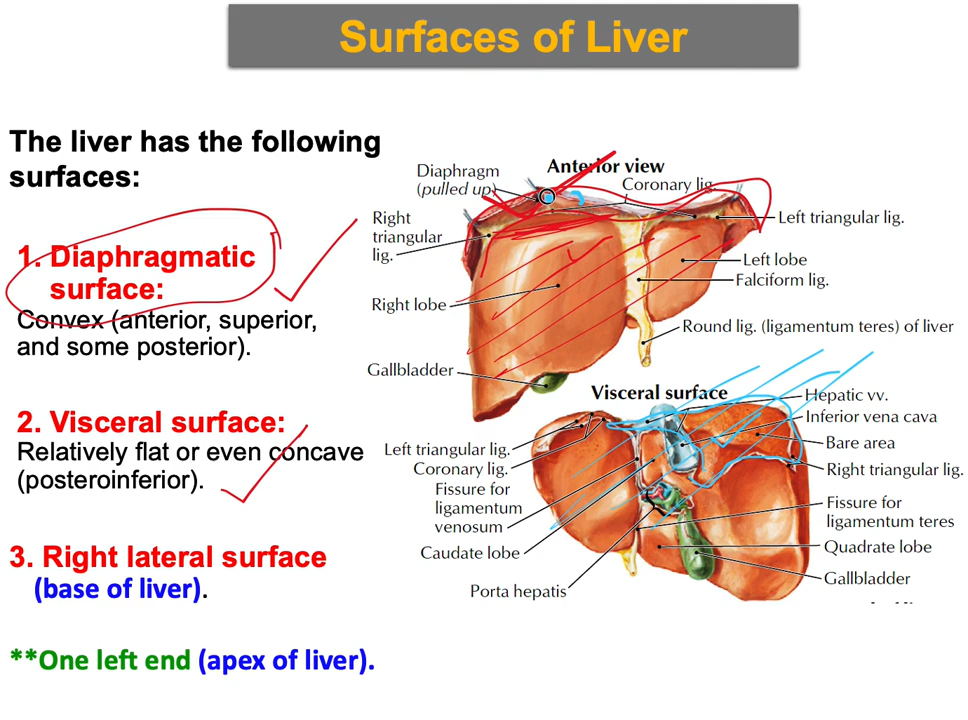 Surfaces of Liver
The liver has the following
surfaces:
1. Diaphragmatic
surface:
Convex (anterior, superior,
and some posterior).
2. Visceral surface:
Relatively flat or even concave
(posteroinferior).
3. Right lateral surface
(base of liver).
**One left end (apex of liver).
Anterior view
Diaphragm
(pulled up)
Coronary lig.
Right
triangular
lig.
Left triangular lig.
Left lobe
Falciform lig.
Right lobe
Round lig. (ligamentum teres) of liver
Gallbladder
Visceral surface
Hepatic vv.
Inferior vena cava
Bare area
Right triangular lig.
Left triangular lig.
Coronary lig.
Fissure for
ligamentum
venosum
Caudate lobe
Porta hepatis
Fissure for
ligamentum teres
Quadrate lobe
Gallbladder